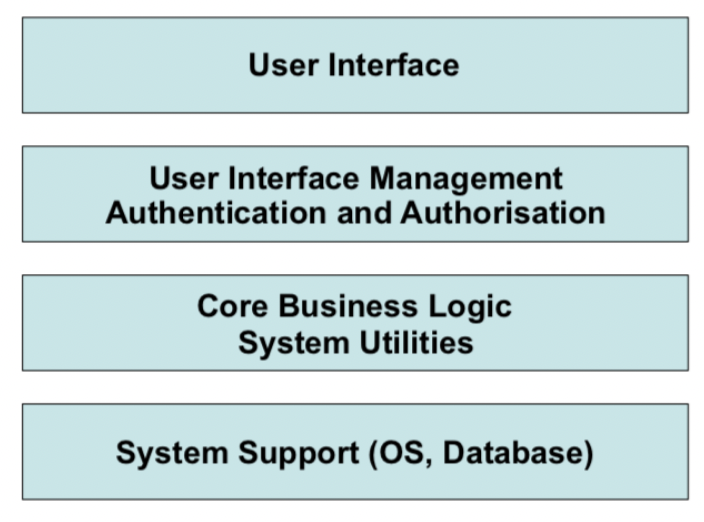 User Interface
User Interface Management
Authentication and Authorisation
Core Business Logic
System Utilities
System Support (OS, Database)